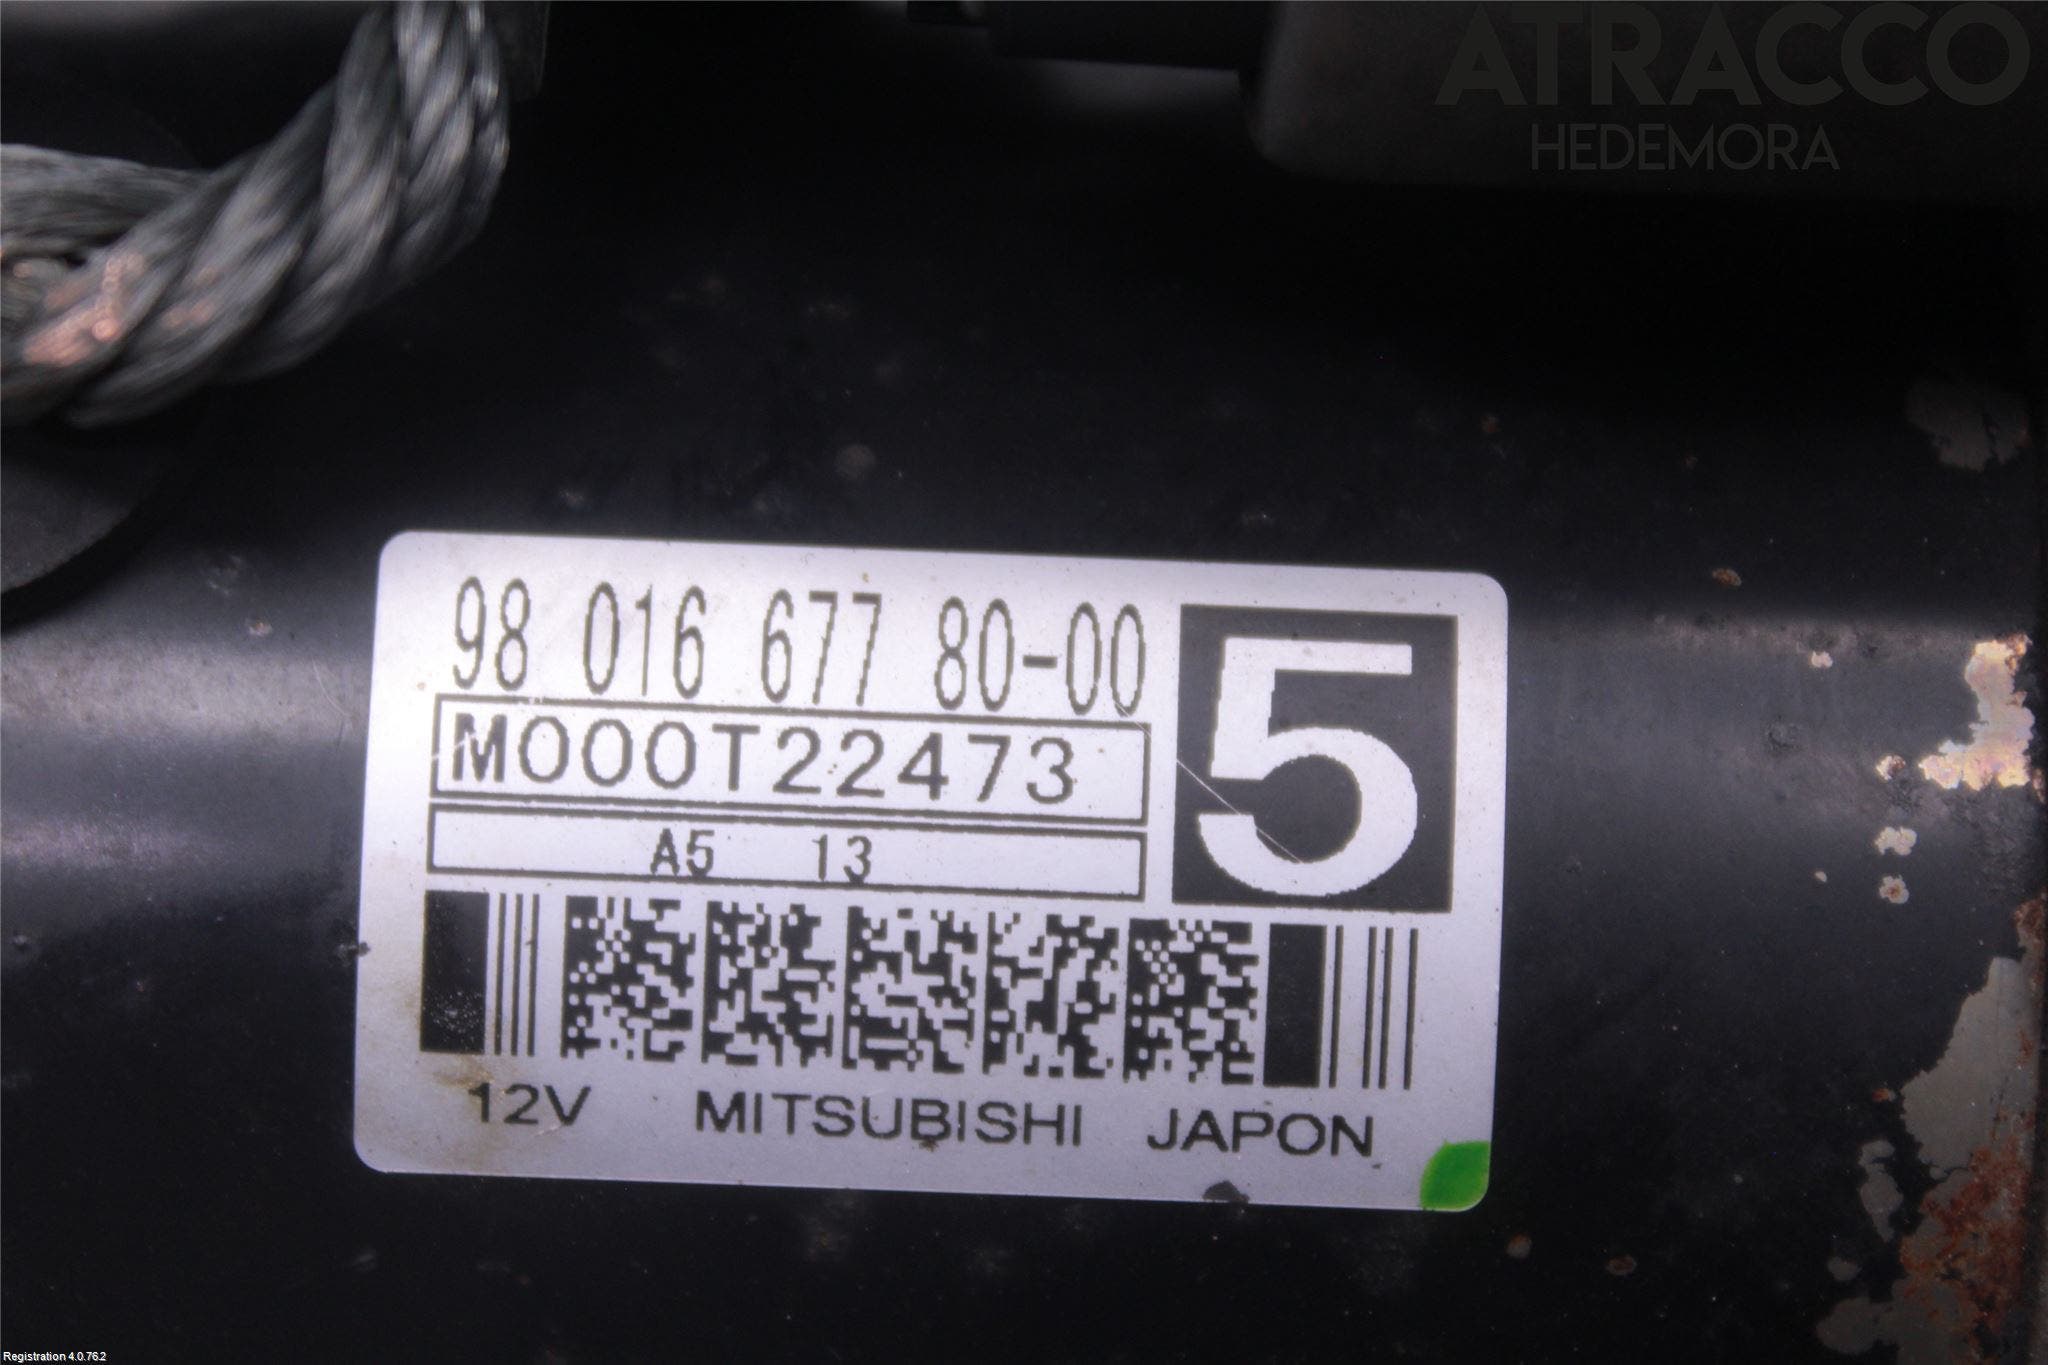 ATRACCO
HEDEMORA
98 016 677 80-00
5
M000T22473
A5 13
12V MITSUBISHI JAPON
Registration 4.0.76.2